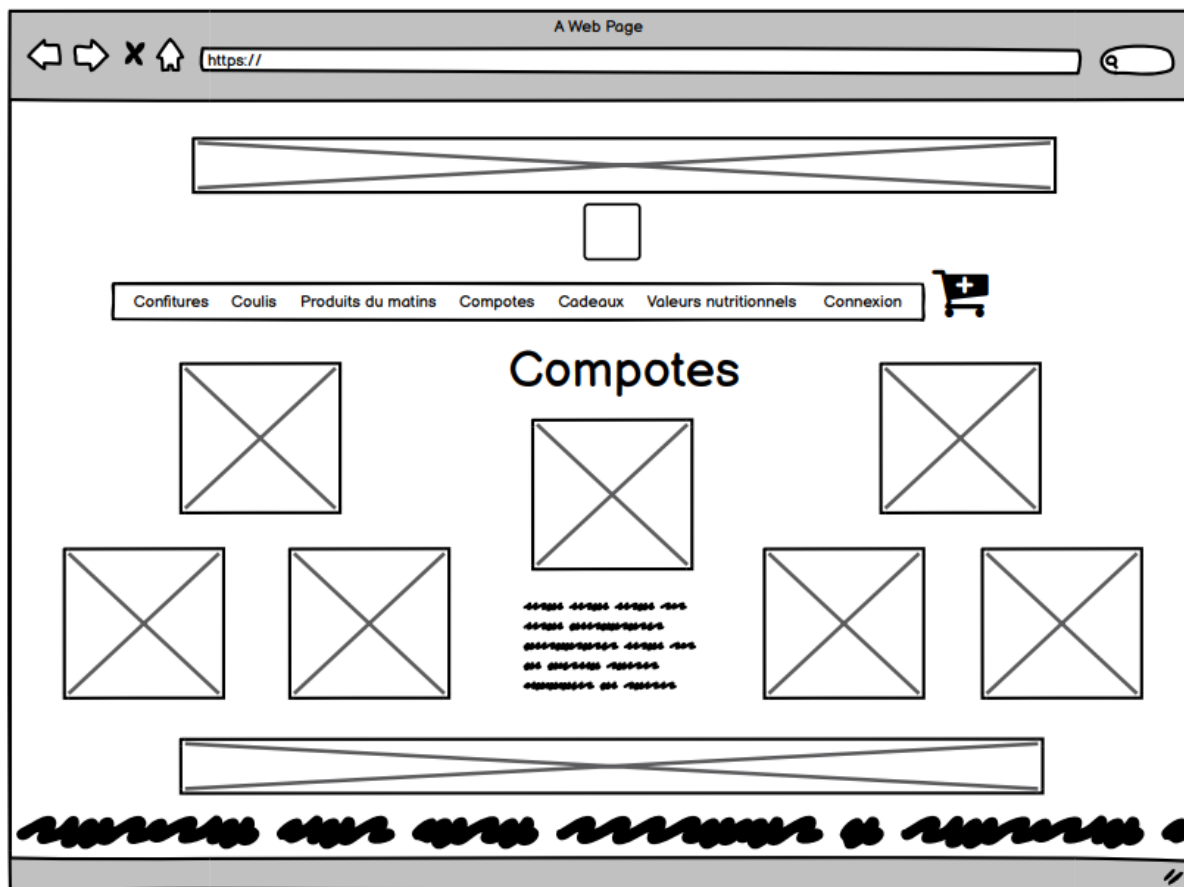 A Web Page
https://
Confitures Coulis Produits du matins Compotes Cadeaux Valeurs nutritionnels Connexion
Compotes